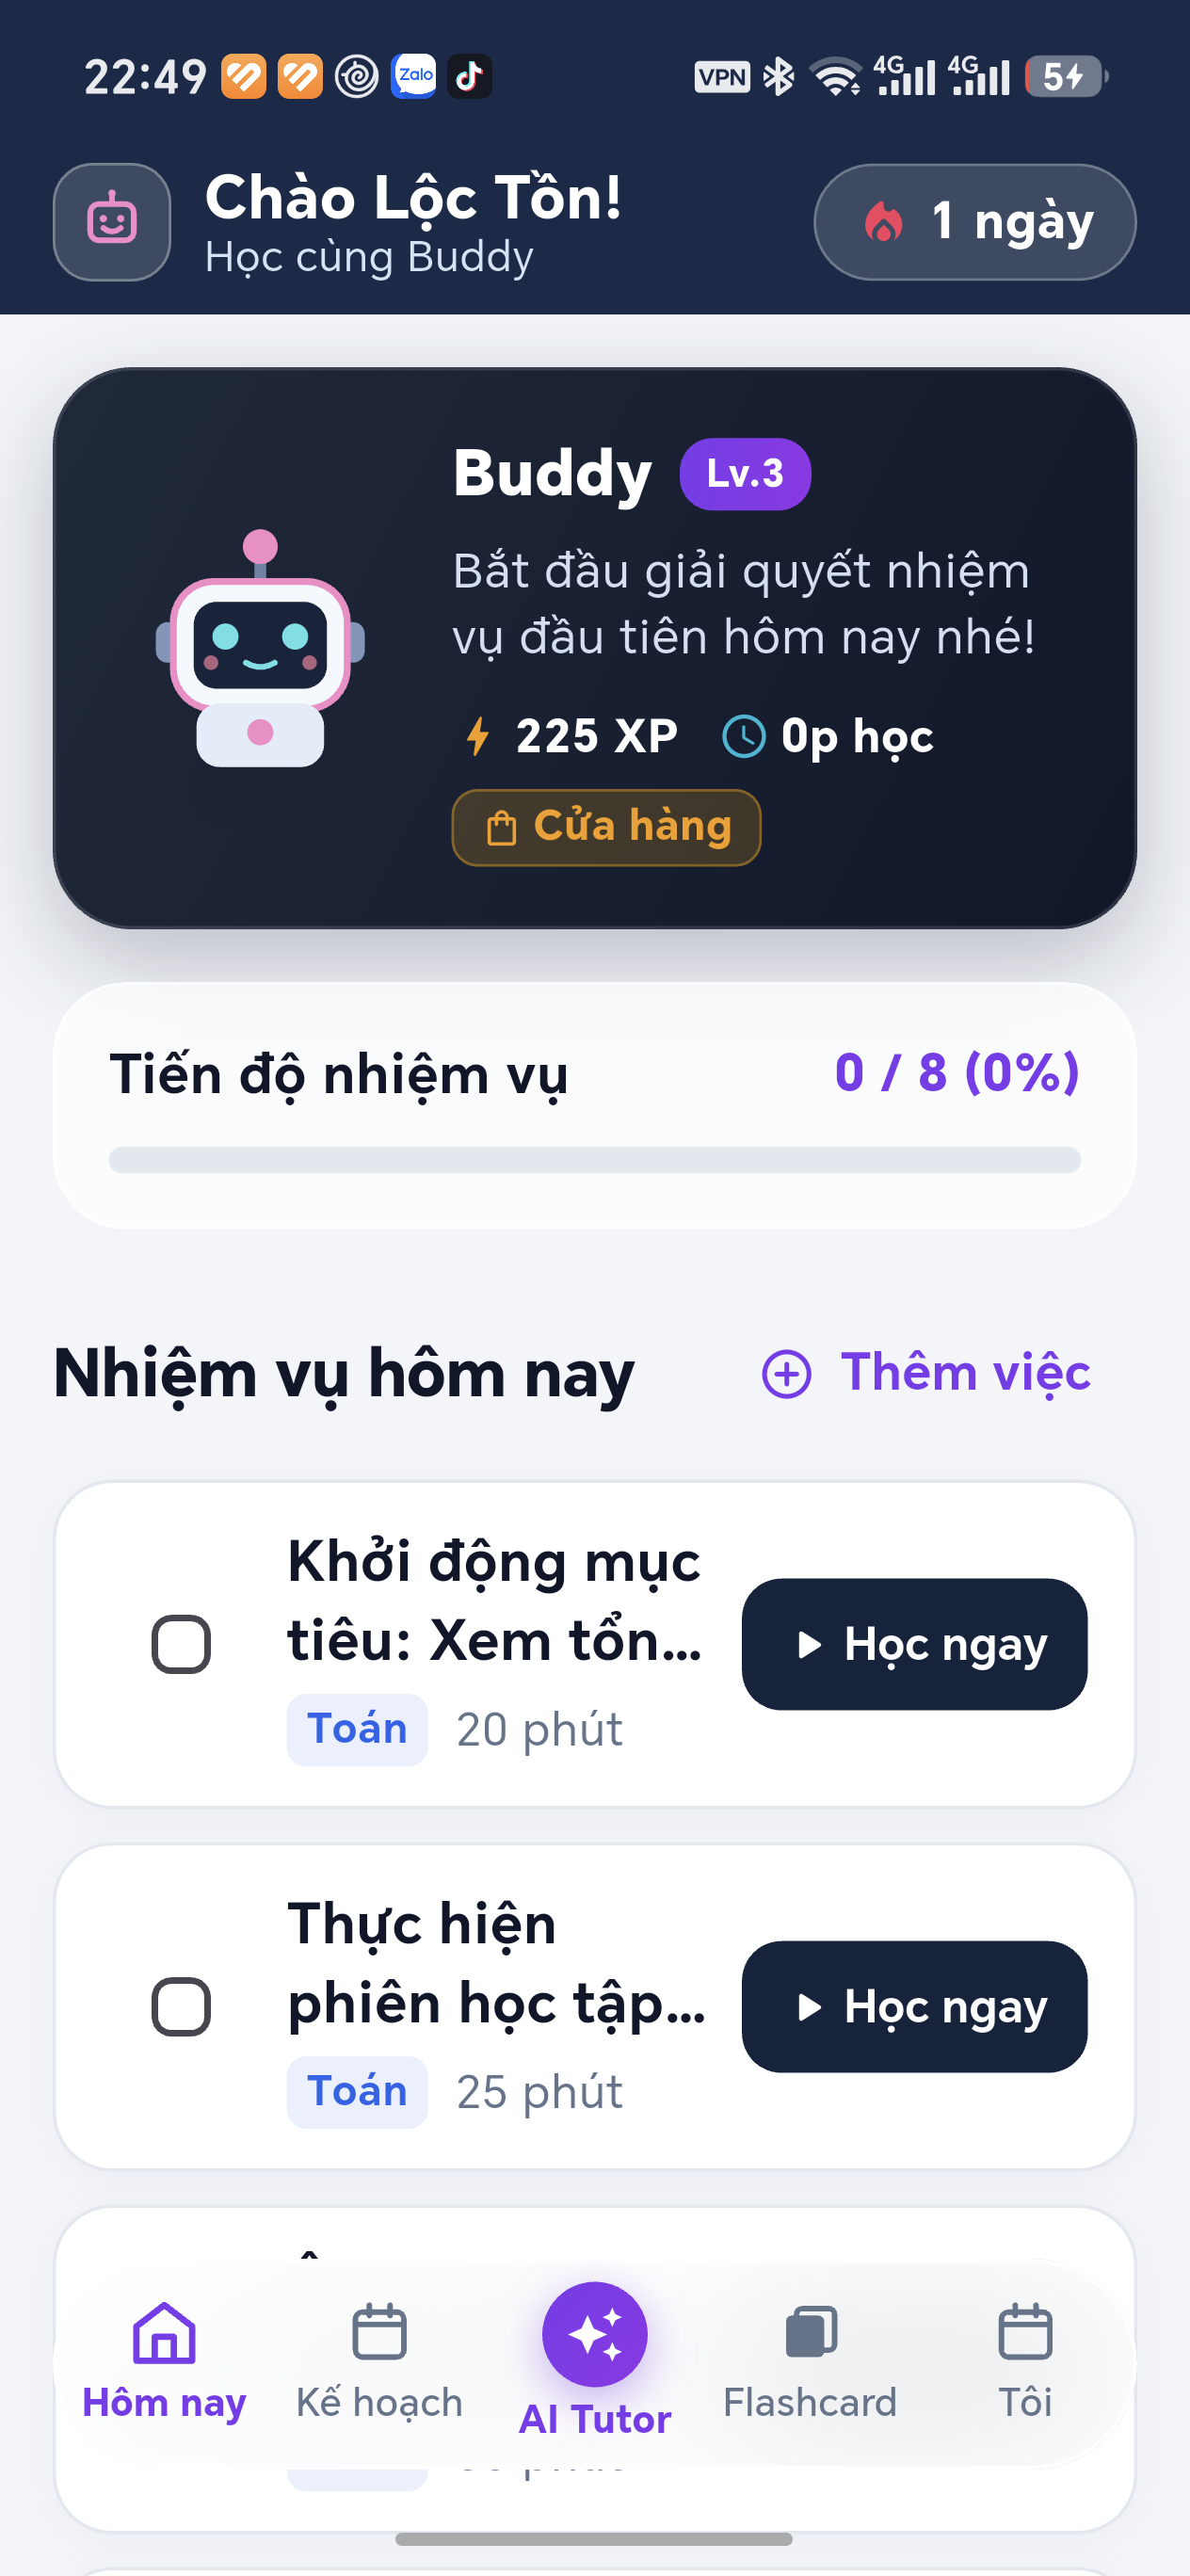 22:49
Zalo
VPN
4G
4G
5
Chào Lộc Tồn!
Học cùng Buddy
1 ngày
Buddy
Lv.3
Bắt đầu giải quyết nhiệm
vụ đầu tiên hôm nay nhé!
225 XP
0p học
Cửa hàng
Tiến độ nhiệm vụ
0 / 8 (0%)
Nhiệm vụ hôm nay
Thêm việc
Khởi động mục
tiêu: Xem tổn...
Học ngay
Toán
20 phút
Thực hiện
phiên học tập...
Học ngay
Toán
25 phút
Hôm nay
Kế hoạch
AI Tutor
Flashcard
Tôi